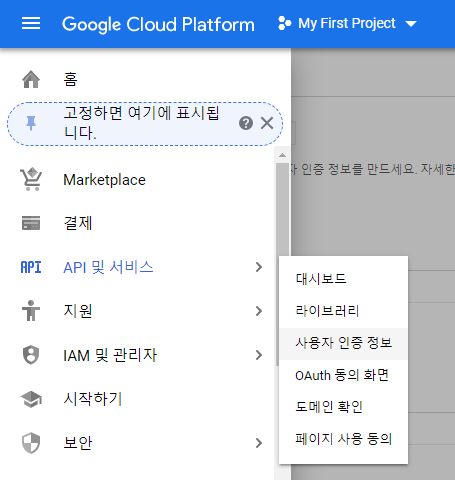 Google Cloud Platform My First Project
홈
고정하면 여기에 표시됩
니다.
Marketplace
자 인증 정보를 만드세요. 자세한
결제
API API 및 서비스
지원
IAM 및 관리자
시작하기
보안
대시보드
라이브러리
사용자 인증 정보
OAuth 동의 화면
도메인 확인
페이지 사용 동의